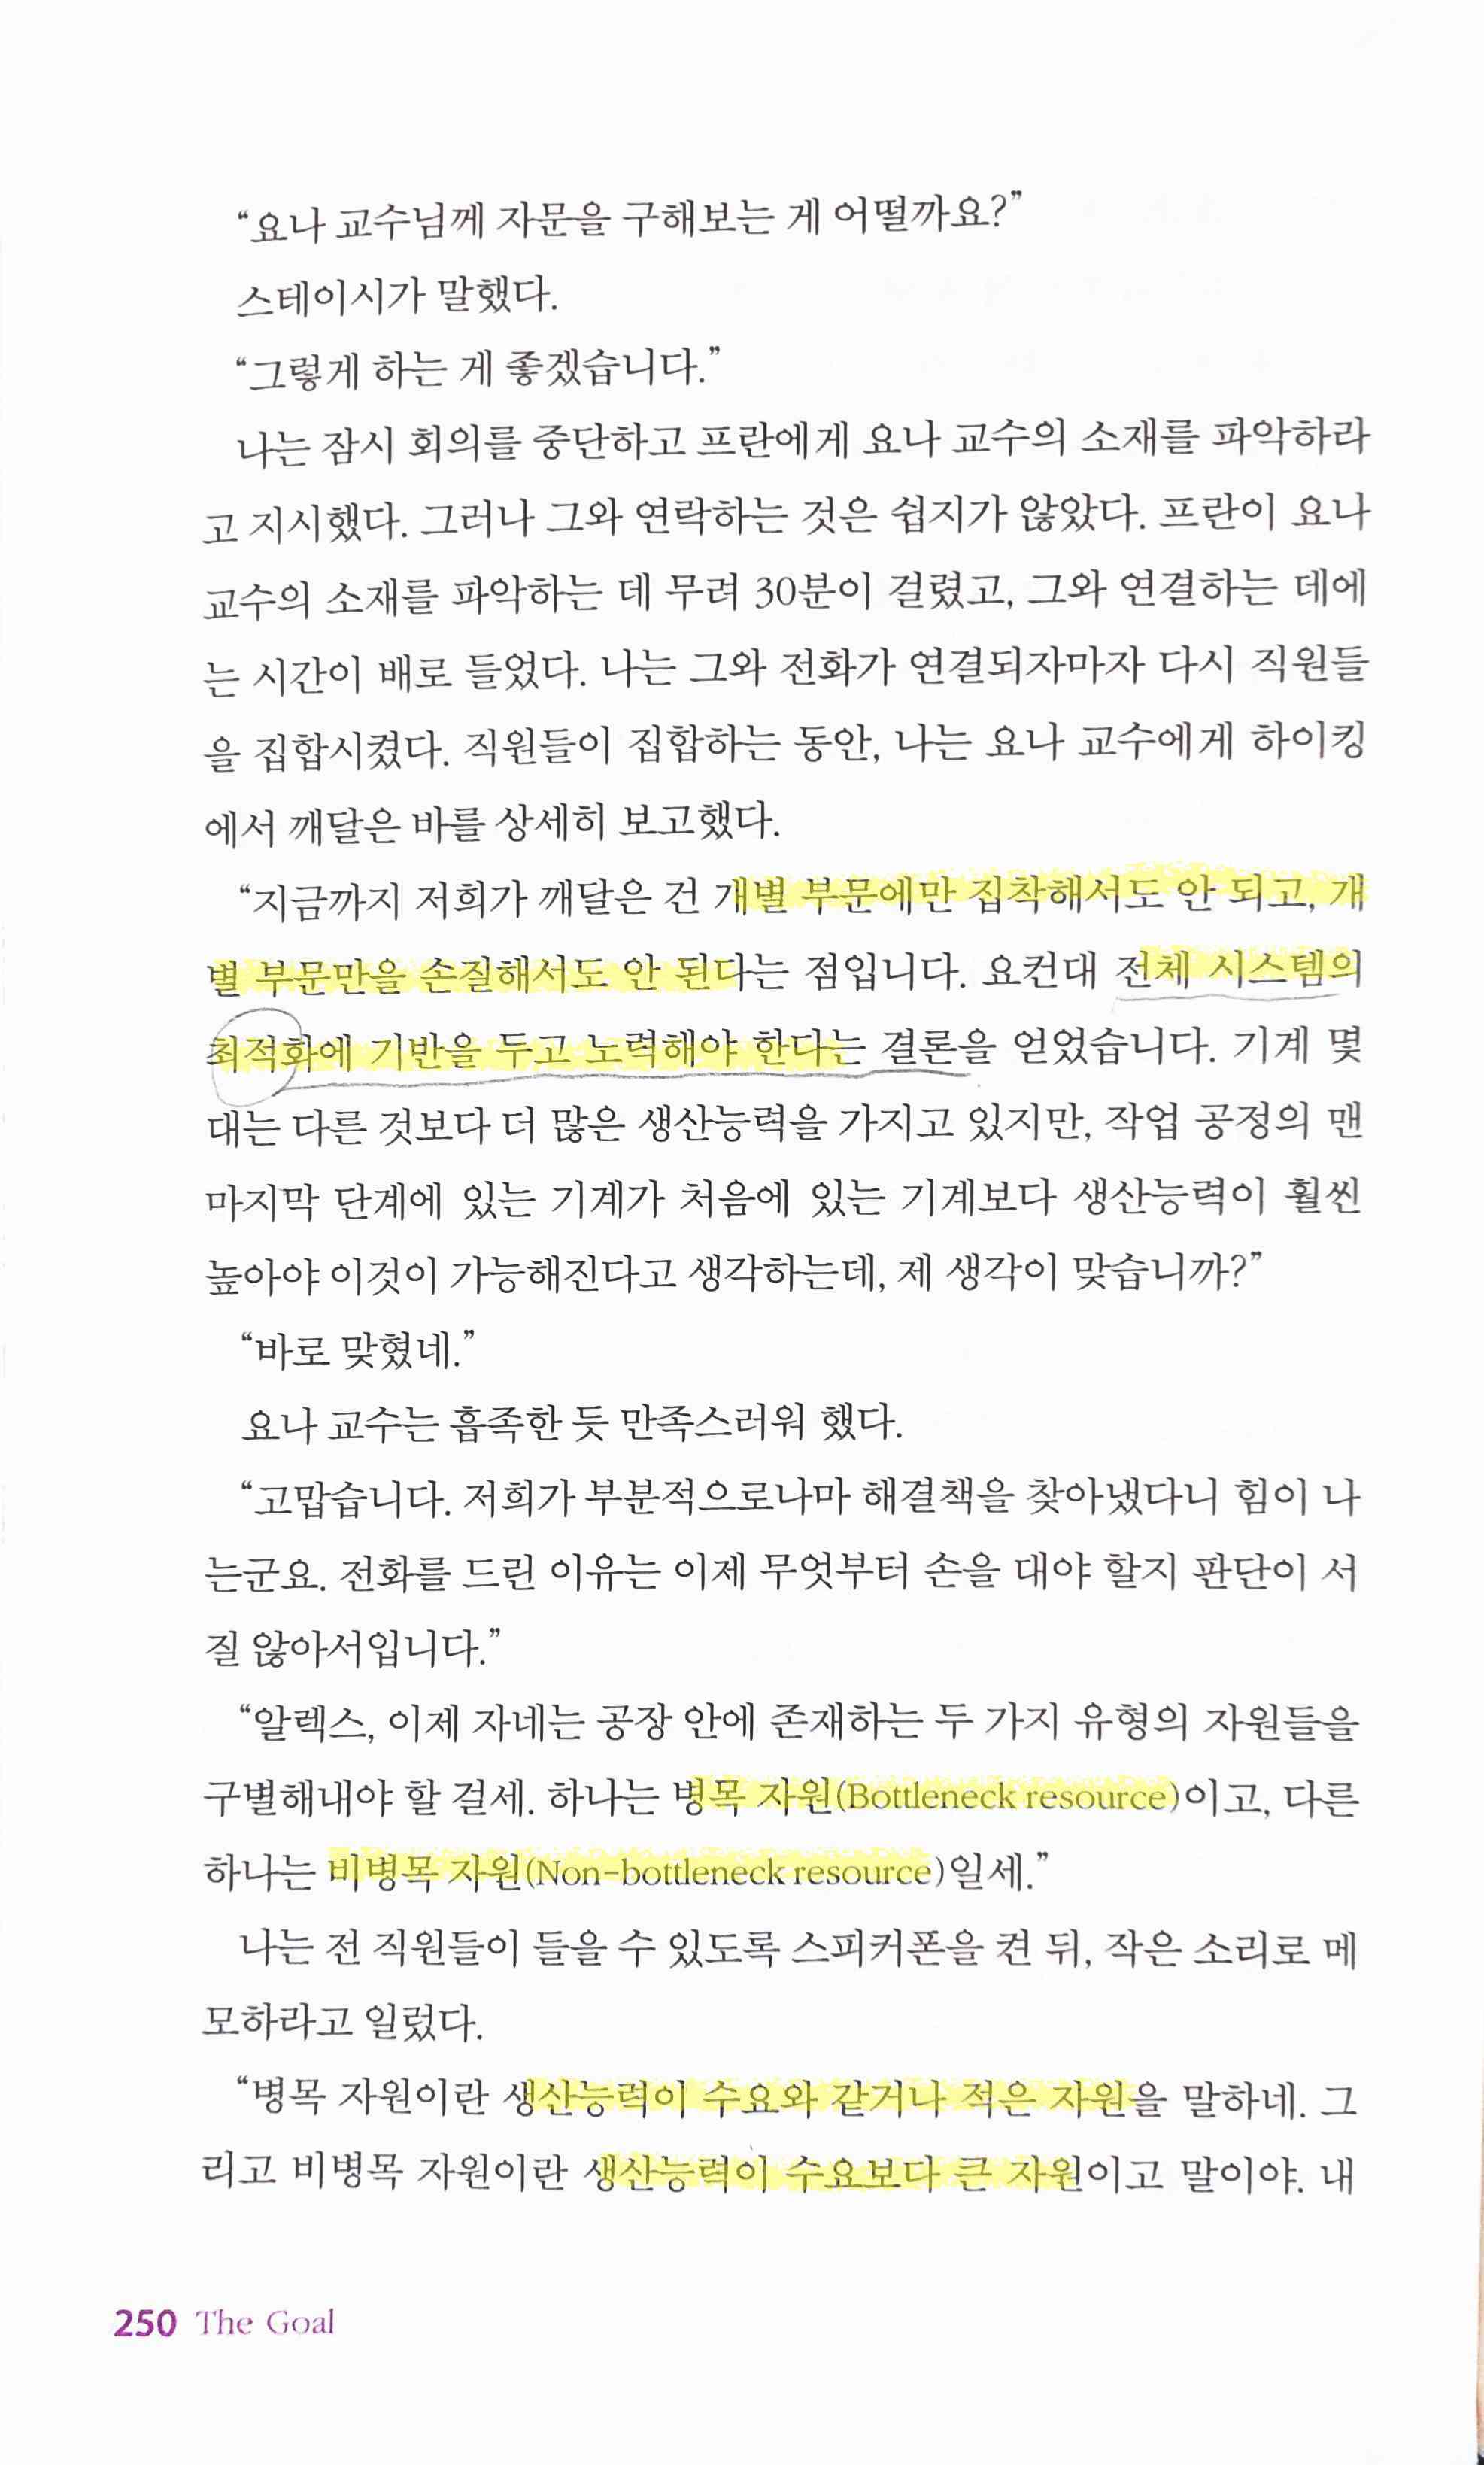 “요나 교수님께 자문을 구해보는 게 어떨까요?”
스테이시가 말했다.
“그렇게 하는 게 좋겠습니다.”
나는 잠시 회의를 중단하고 프란에게 요나 교수의 소재를 파악하라
고 지시했다. 그러나 그와 연락하는 것은 쉽지가 않았다. 프란이 요나
교수의 소재를 파악하는 데 무려 30분이 걸렸고, 그와 연결하는 데에
는 시간이 배로 들었다. 나는 그와 전화가 연결되자마자 다시 직원들
을 집합시켰다. 직원들이 집합하는 동안, 나는 요나 교수에게 하이킹
에서 깨달은 바를 상세히 보고했다.
“지금까지 저희가 깨달은 건 개별 부문에만 집착해서도 안 되고, 개
별 부문만을 손질해서도 안 된다는 점입니다. 요컨대 전체 시스템의
최적화에 기반을 두고 노력해야 한다는 결론을 얻었습니다. 기계 몇
대는 다른 것보다 더 많은 생산능력을 가지고 있지만, 작업 공정의 맨
마지막 단계에 있는 기계가 처음에 있는 기계보다 생산능력이 훨씬
높아야 이것이 가능해진다고 생각하는데, 제 생각이 맞습니까?”
“바로 맞혔네.”
요나 교수는 흡족한 듯 만족스러워 했다.
“고맙습니다. 저희가 부분적으로나마 해결책을 찾아냈다니 힘이 나
는군요. 전화를 드린 이유는 이제 무엇부터 손을 대야 할지 판단이 서
질 않아서입니다.”
“알렉스, 이제 자네는 공장 안에 존재하는 두 가지 유형의 자원들을
구별해내야 할 걸세. 하나는 병목 자원(Bottleneck resource)이고, 다른
하나는 비병목 자원(Non-bottleneck resource)일세.”
나는 전 직원들이 들을 수 있도록 스피커폰을 켠 뒤, 작은 소리로 메
모하라고 일렀다.
“병목 자원이란 생산능력이 수요와 같거나 적은 자원을 말하네. 그
리고 비병목 자원이란 생산능력이 수요보다 큰 자원이고 말이야. 내
250 The Goal